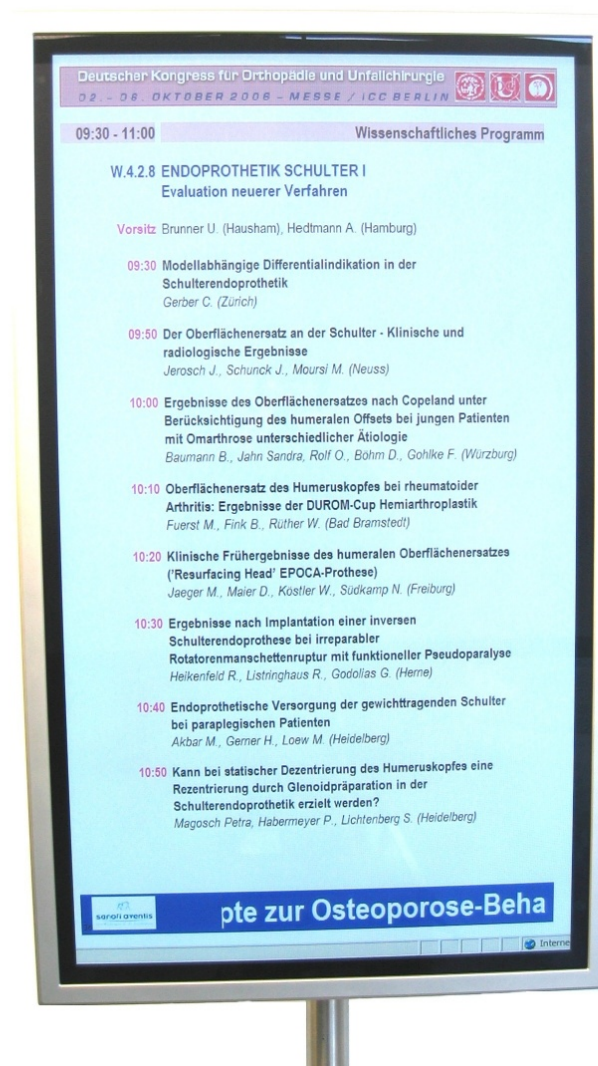 Deutscher Kongress für Orthopädie und Unfallchirurgie
02. - 06. OKTOBER 2006 - MESSE / ICC BERLIN
09:30 - 11:00 Wissenschaftliches Programm
W.4.2.8 ENDOPROTHETIK SCHULTER I
Evaluation neuerer Verfahren
Vorsitz Brunner U. (Hausham), Hedtmann A. (Hamburg)
09:30 Modellabhängige Differentialindikation in der
Schulterendoprothetik
Gerber C. (Zürich)
09:50 Der Oberflächenersatz an der Schulter - Klinische und
radiologische Ergebnisse
Jerosch J., Schunck J., Moursi M. (Neuss)
10:00 Ergebnisse des Oberflächenersatzes nach Copeland unter
Berücksichtigung des humeralen Offsets bei jungen Patienten
mit Omarthrose unterschiedlicher Ätiologie
Baumann B., Jahn Sandra, Rolf O., Böhm D., Gohlke F. (Würzburg)
10:10 Oberflächenersatz des Humeruskopfes bei rheumatoider
Arthritis: Ergebnisse der DUROM-Cup Hemiarthroplastik
Fuerst M., Fink B., Rüther W. (Bad Bramstedt)
10:20 Klinische Frühergebnisse des humeralen Oberflächenersatzes
('Resurfacing Head' EPOCA-Prothese)
Jaeger M., Maier D., Köstler W., Südkamp N. (Freiburg)
10:30 Ergebnisse nach Implantation einer inversen
Schulterendoprothese bei irreparabler
Rotatorenmanschettenruptur mit funktioneller Pseudoparalyse
Heikenfeld R., Listringhaus R., Godolias G. (Herne)
10:40 Endoprothetische Versorgung der gewichttragenden Schulter
bei paraplegischen Patienten
Akbar M., Gerner H., Loew M. (Heidelberg)
10:50 Kann bei statischer Dezentrierung des Humeruskopfes eine
Rezentrierung durch Glenoidpräparation in der
Schulterendoprothetik erzielt werden?
Magosch Petra, Habermeyer P., Lichtenberg S. (Heidelberg)
sanofi aventis
pte zur Osteoporose-Beha
Interne